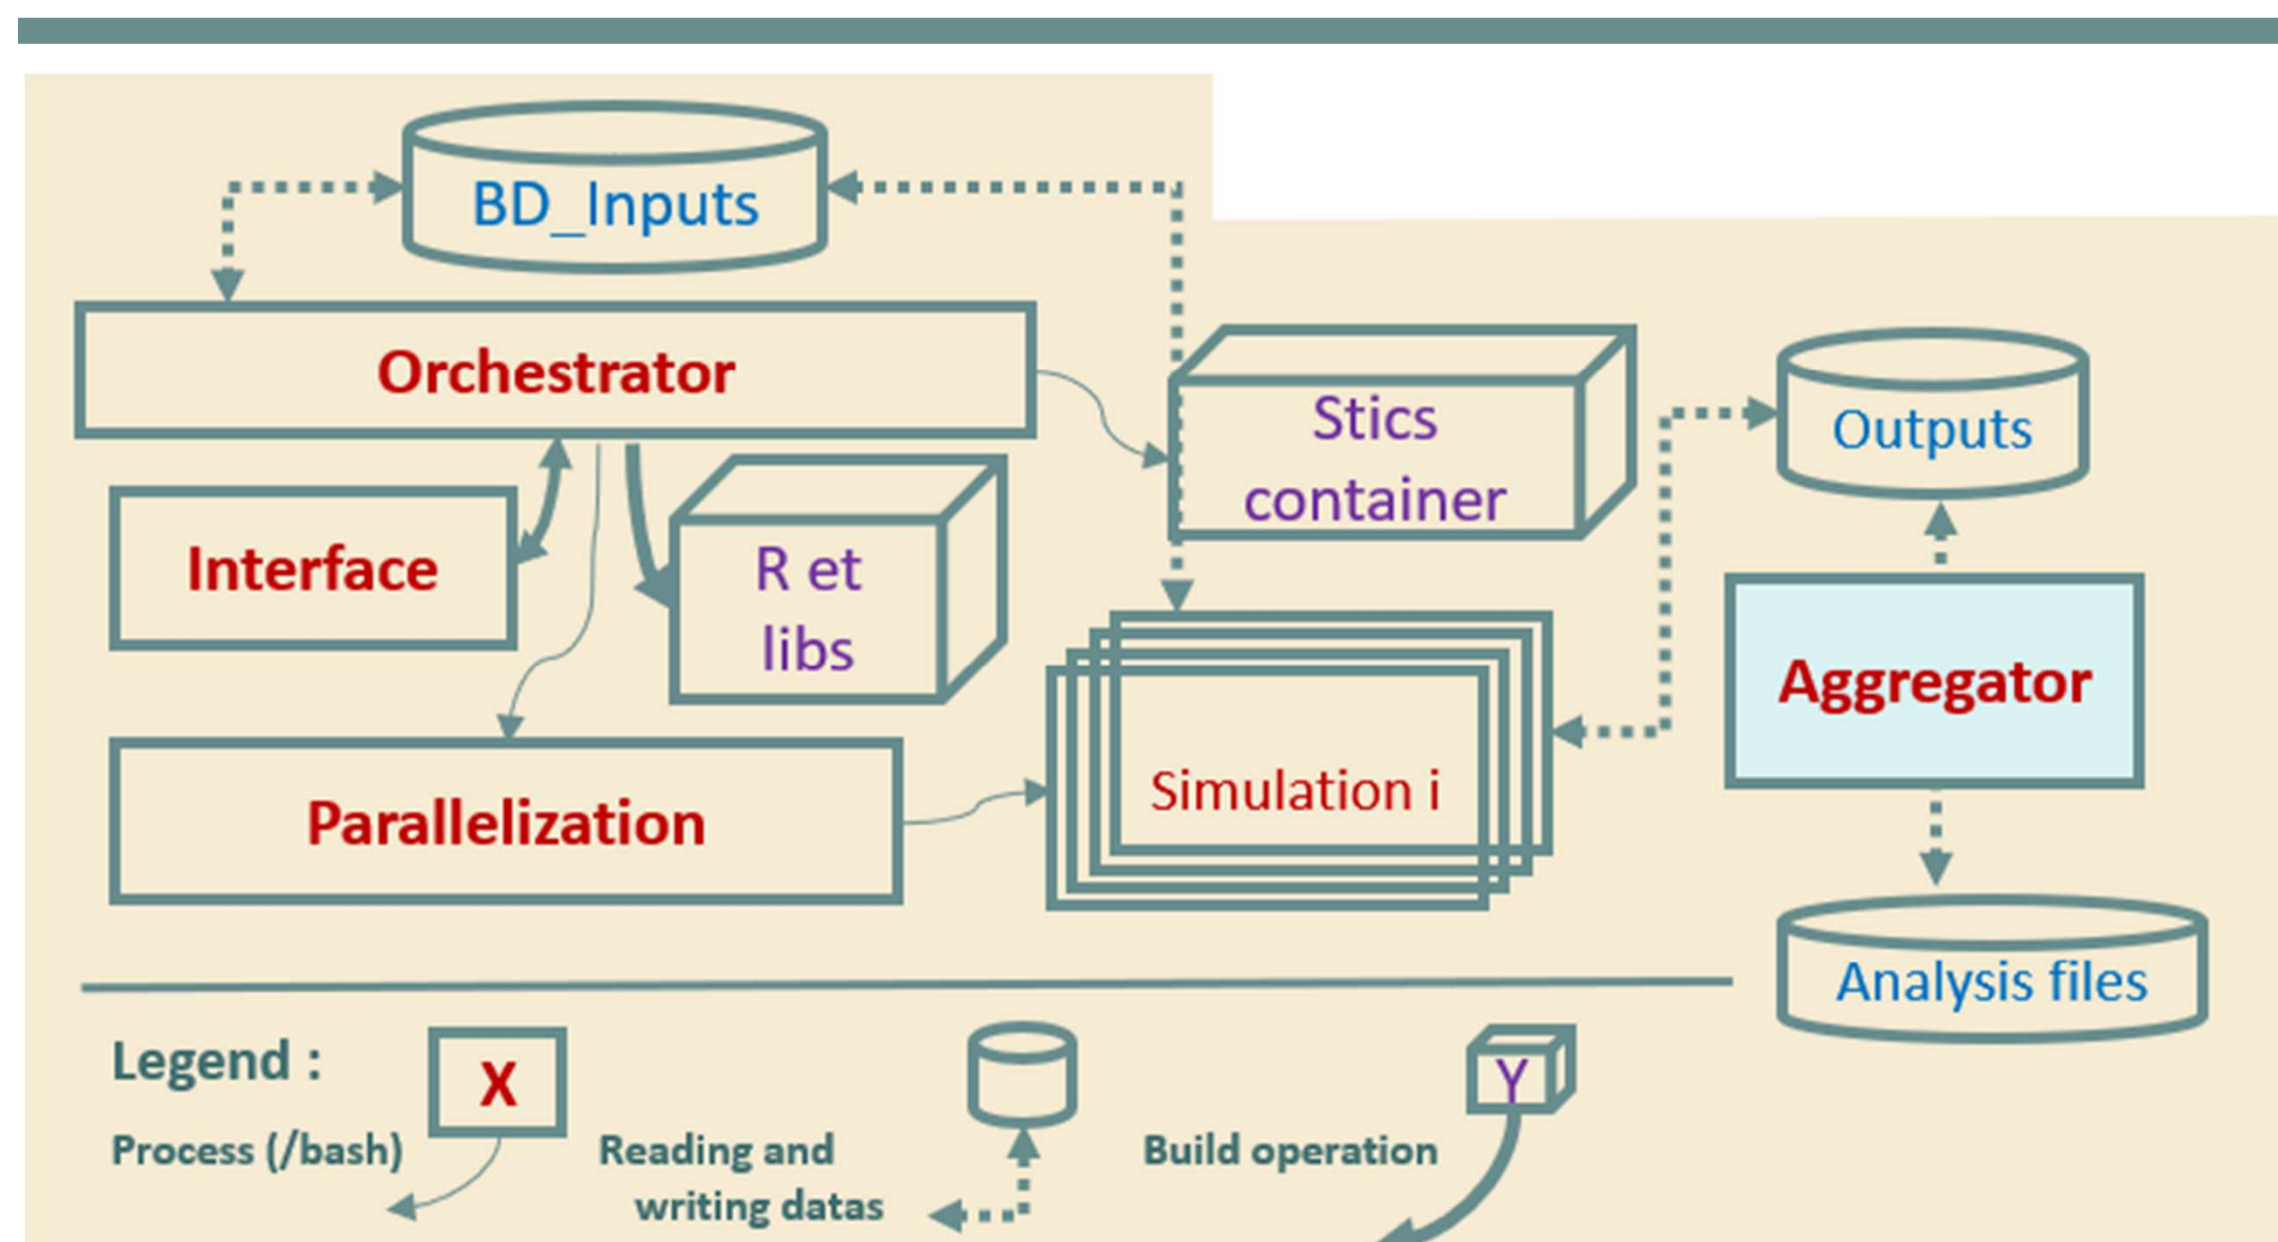 BD_Inputs
Orchestrator
Stics
container
Outputs
Interface
R et
libs
Aggregator
Simulation i
Parallelization
Analysis files
Legend :
X
Y
Process (/bash)
Reading and
writing datas
Build operation